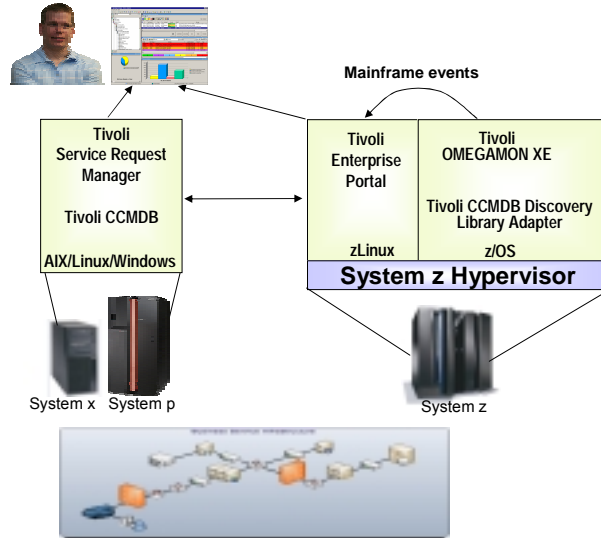 Mainframe events
Tivoli
Service Request
Manager
Tivoli CCMDB
AIX/Linux/Windows
Tivoli
Enterprise
Portal
zLinux
Tivoli
OMEGAMON XE
Tivoli CCMDB Discovery
Library Adapter
z/OS
System z Hypervisor
System x
System p
System z